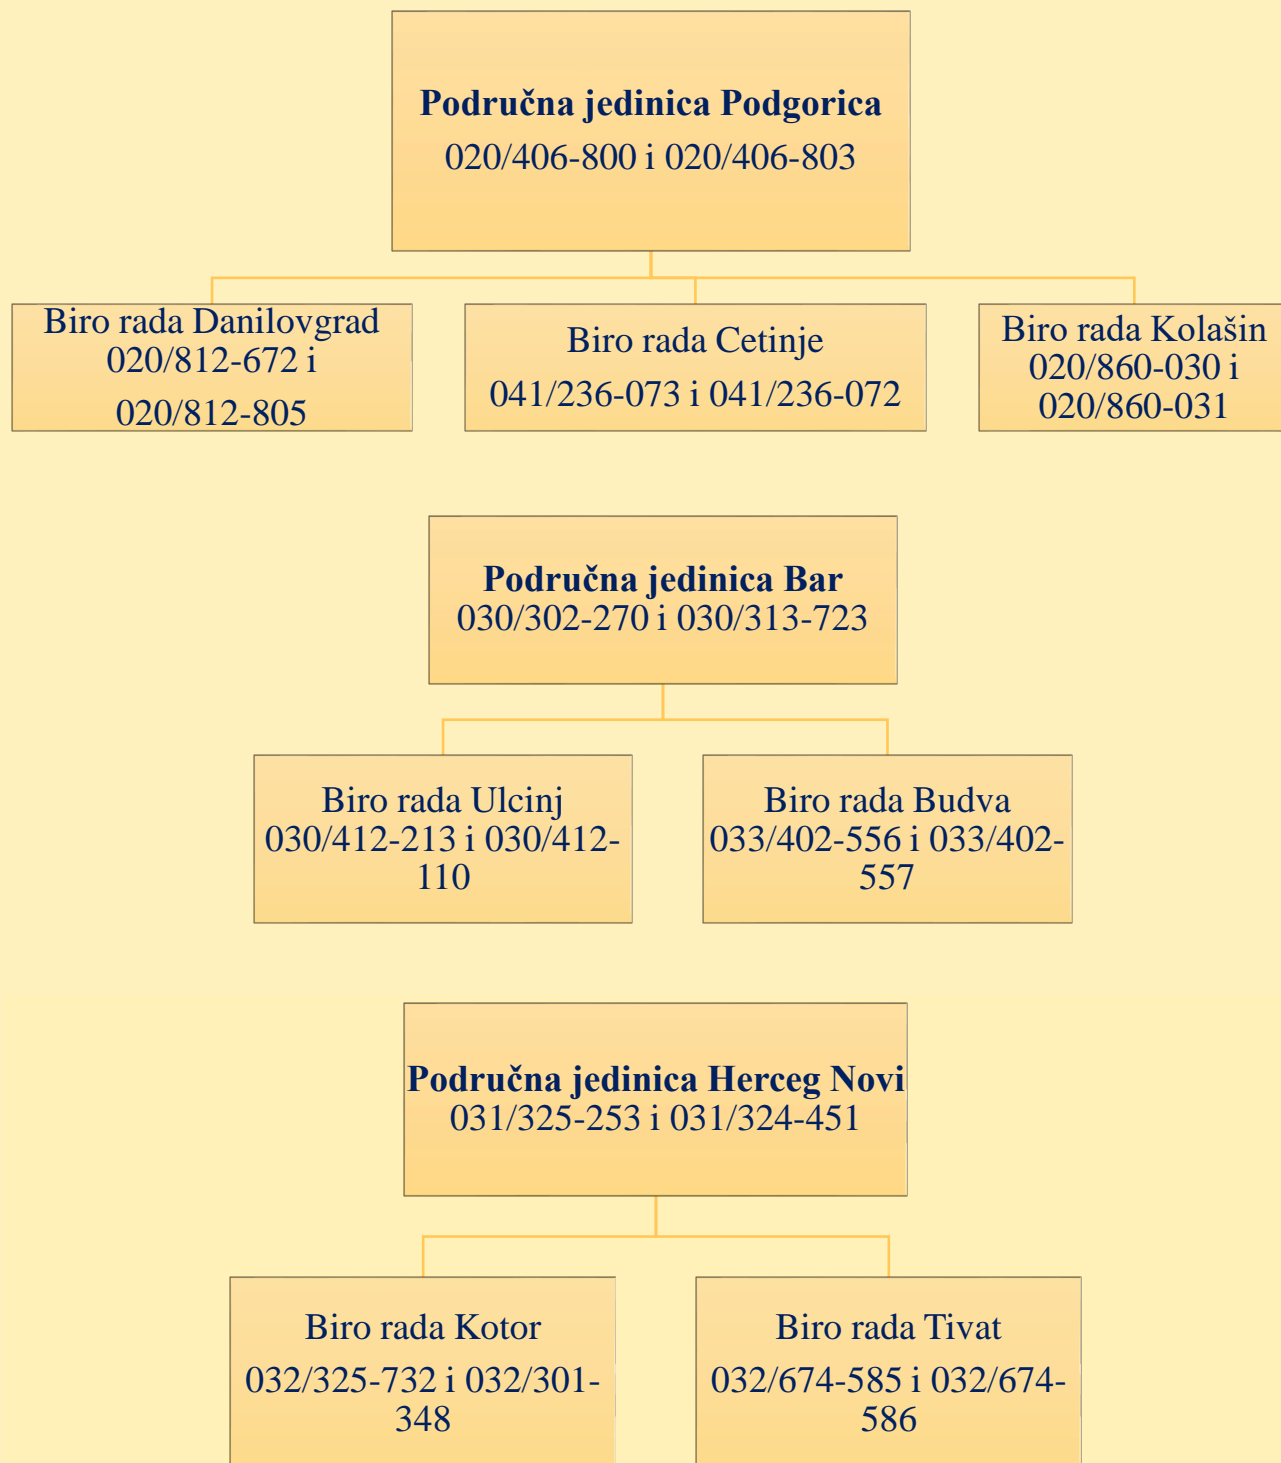 Područna jedinica Podgorica
020/406-800 i 020/406-803
Biro rada Danilovgrad
020/812-672 i
020/812-805
Biro rada Cetinje
041/236-073 i 041/236-072
Biro rada Kolašin
020/860-030 i
020/860-031
Područna jedinica Bar
030/302-270 i 030/313-723
Biro rada Ulcinj
030/412-213 i 030/412-
110
Biro rada Budva
033/402-556 i 033/402-
557
Područna jedinica Herceg Novi
031/325-253 i 031/324-451
Biro rada Kotor
032/325-732 i 032/301-
348
Biro rada Tivat
032/674-585 i 032/674-
586